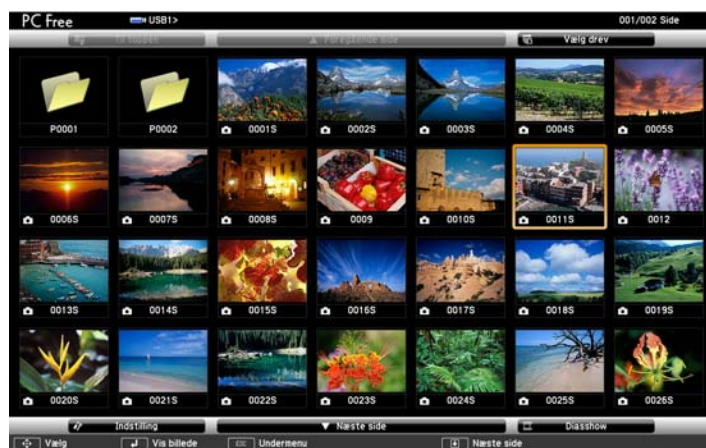 PC Free USB1> 001/002 Side
Til toppen ▲ Foregående side Vælg drev
P0001 P0002 0001S 0002S 0003S 0004S 0005S
0006S 0007S 0008S 0009 0010S 0011S 0012
0013S 0014S 0015S 0016S 0017S 0018S 0019S
0020S 0021S 0022S 0023S 0024S 0025S 0026S
Indstilling ▼ Næste side Diasshow
Vælg Vis billede Esc Undermenu Næste side